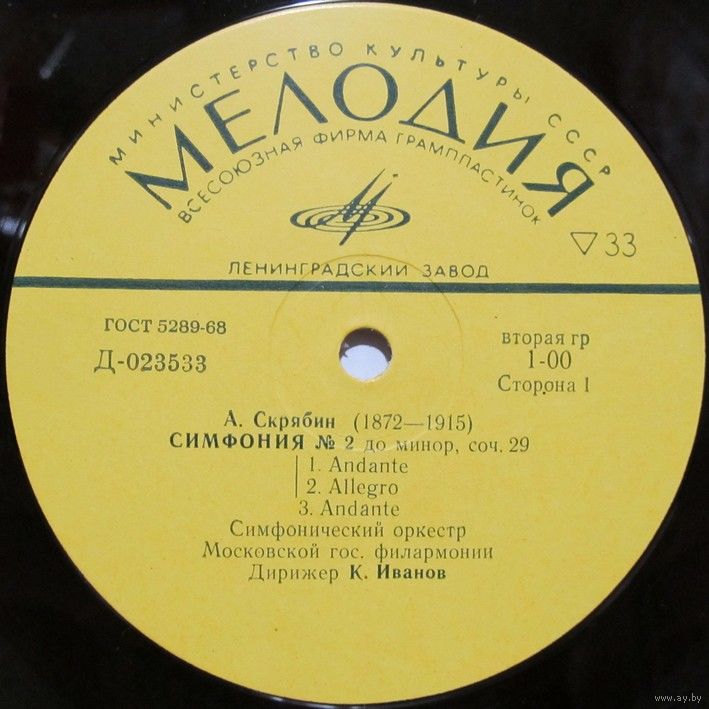 МИНИСТЕРСТВО КУЛЬТУРЫ СССР
МЕЛОДИЯ
ВСЕСОЮЗНАЯ ФИРМА ГРАМПЛАСТИНОК
33
ЛЕНИНГРАДСКИЙ ЗАВОД
ГОСТ 5289-68
Д-023533
вторая гр
1-00
Сторона 1
А. Скрябин (1872—1915)
СИМФОНИЯ № 2 до минор, соч. 29
1. Andante
2. Allegro
3. Andante
Симфонический оркестр
Московской гос. филармонии
Дирижер К. Иванов
www.ay.by